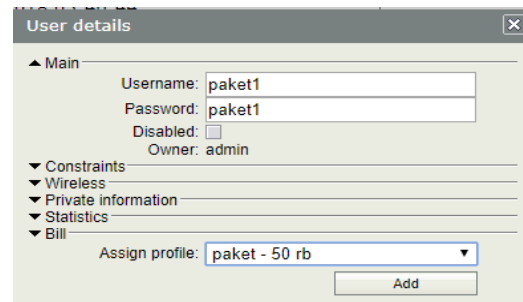 User details
Main
Username: paket1
Password: paket1
Disabled:
Owner: admin
Constraints
Wireless
Private information
Statistics
Bill
Assign profile: paket - 50 rb
Add